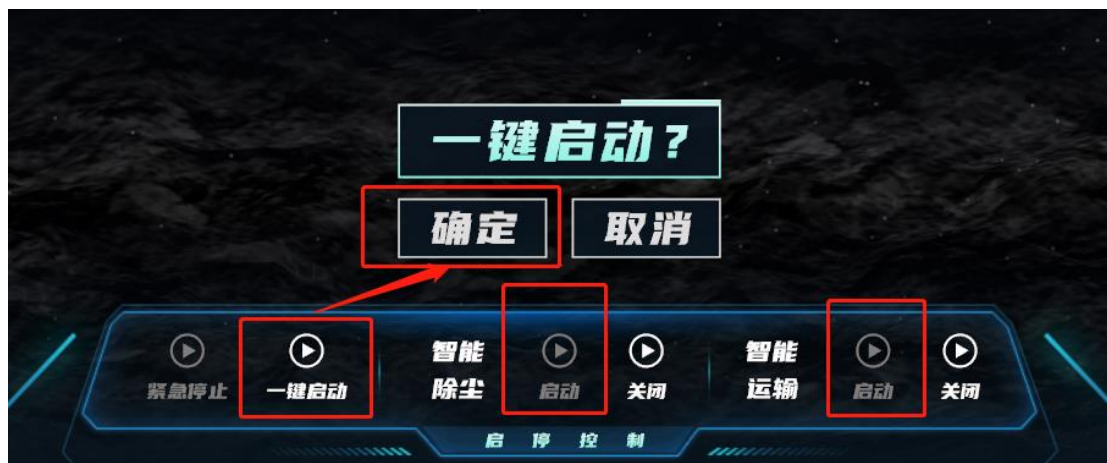 一键启动?
确定 取消
智能 智能
紧急停止 一键启动 除尘 启动 关闭 运输 启动 关闭
启停控制